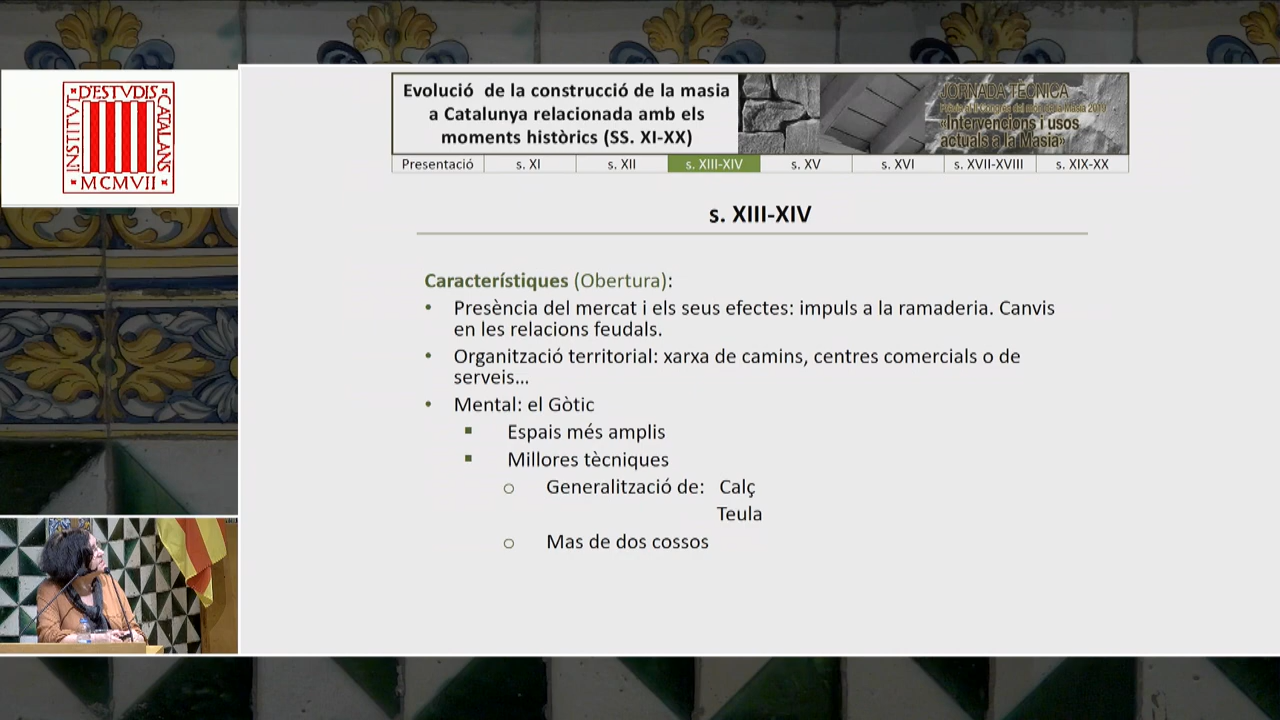 INSTITVT
D'ESTVDIS
CATALANS
MCMVII
Evolució de la construcció de la masia
a Catalunya relacionada amb els
moments històrics (SS. XI-XX)
JORNADA TÈCNICA
«Intervencions i usos
actuals a la Masia»
Presentació s. XI s. XII s. XIII-XIV s. XV s. XVI s. XVII-XVIII s. XIX-XX
s. XIII-XIV
Característiques (Obertura):
• Presència del mercat i els seus efectes: impuls a la ramaderia. Canvis
en les relacions feudals.
• Organització territorial: xarxa de camins, centres comercials o de
serveis...
• Mental: el Gòtic
▪ Espais més amplis
▪ Millores tècniques
o Generalització de: Calç
Teula
o Mas de dos cossos